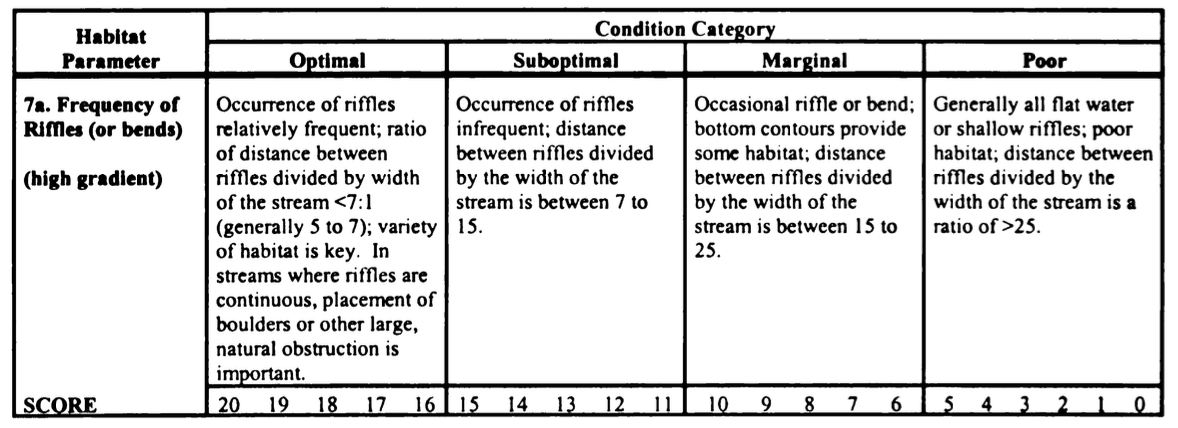 Habitat
Parameter
Condition Category
Optimal
Suboptimal
Marginal
Poor
7a. Frequency of
Riffles (or bends)
(high gradient)
Occurrence of riffles
relatively frequent; ratio
of distance between
riffles divided by width
of the stream <7:1
(generally 5 to 7); variety
of habitat is key. In
streams where riffles are
continuous, placement of
boulders or other large,
natural obstruction is
important.
Occurrence of riffles
infrequent; distance
between riffles divided
by the width of the
stream is between 7 to
15.
Occasional riffle or bend;
bottom contours provide
some habitat; distance
between riffles divided
by the width of the
stream is between 15 to
25.
Generally all flat water
or shallow riffles; poor
habitat; distance between
riffles divided by the
width of the stream is a
ratio of >25.
SCORE
20 19 18 17 16
15 14 13 12 11
10 9 8 7 6
5 4 3 2 1 0